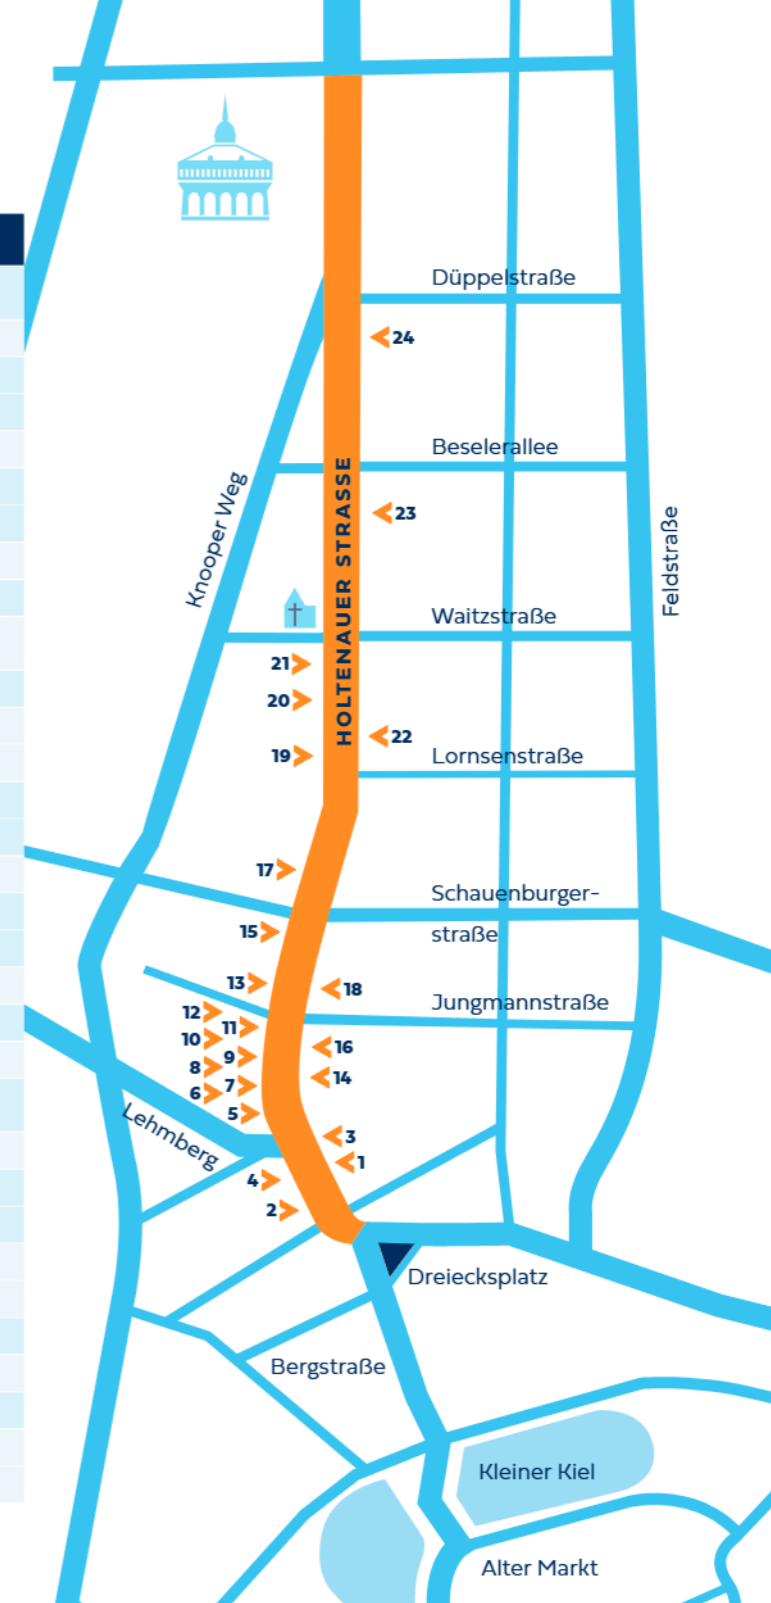 Düppelstraße
24
Beselerallee
Knooper Weg
HOLTENAUER STRASSE
23
Feldstraße
Waitzstraße
21
20
22
19
Lornsenstraße
17
Schauenburger-
straße
15
13
18
Jungmannstraße
12
11
10
16
9
8
14
7
6
5
Lehmberg
3
1
4
2
Dreiecksplatz
Bergstraße
Kleiner Kiel
Alter Markt